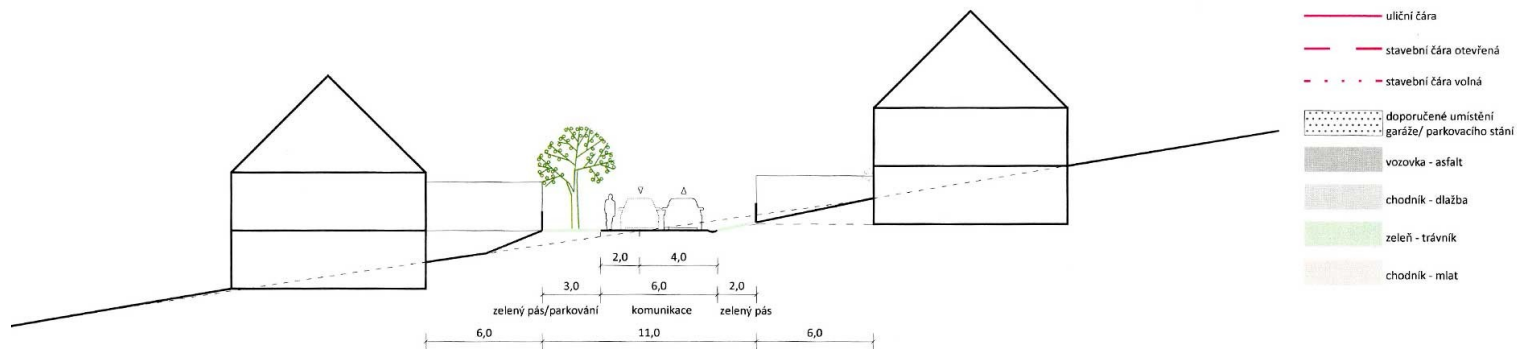 uliční čára
stavební čára otevřená
stavební čára volná
doporučené umístění
garáže/ parkovacího stání
vozovka - asfalt
chodník - dlažba
zeleň - trávník
chodník - mlat
2,0 4,0
3,0 6,0 2,0
zelený pás/parkování komunikace zelený pás
6,0 11,0 6,0